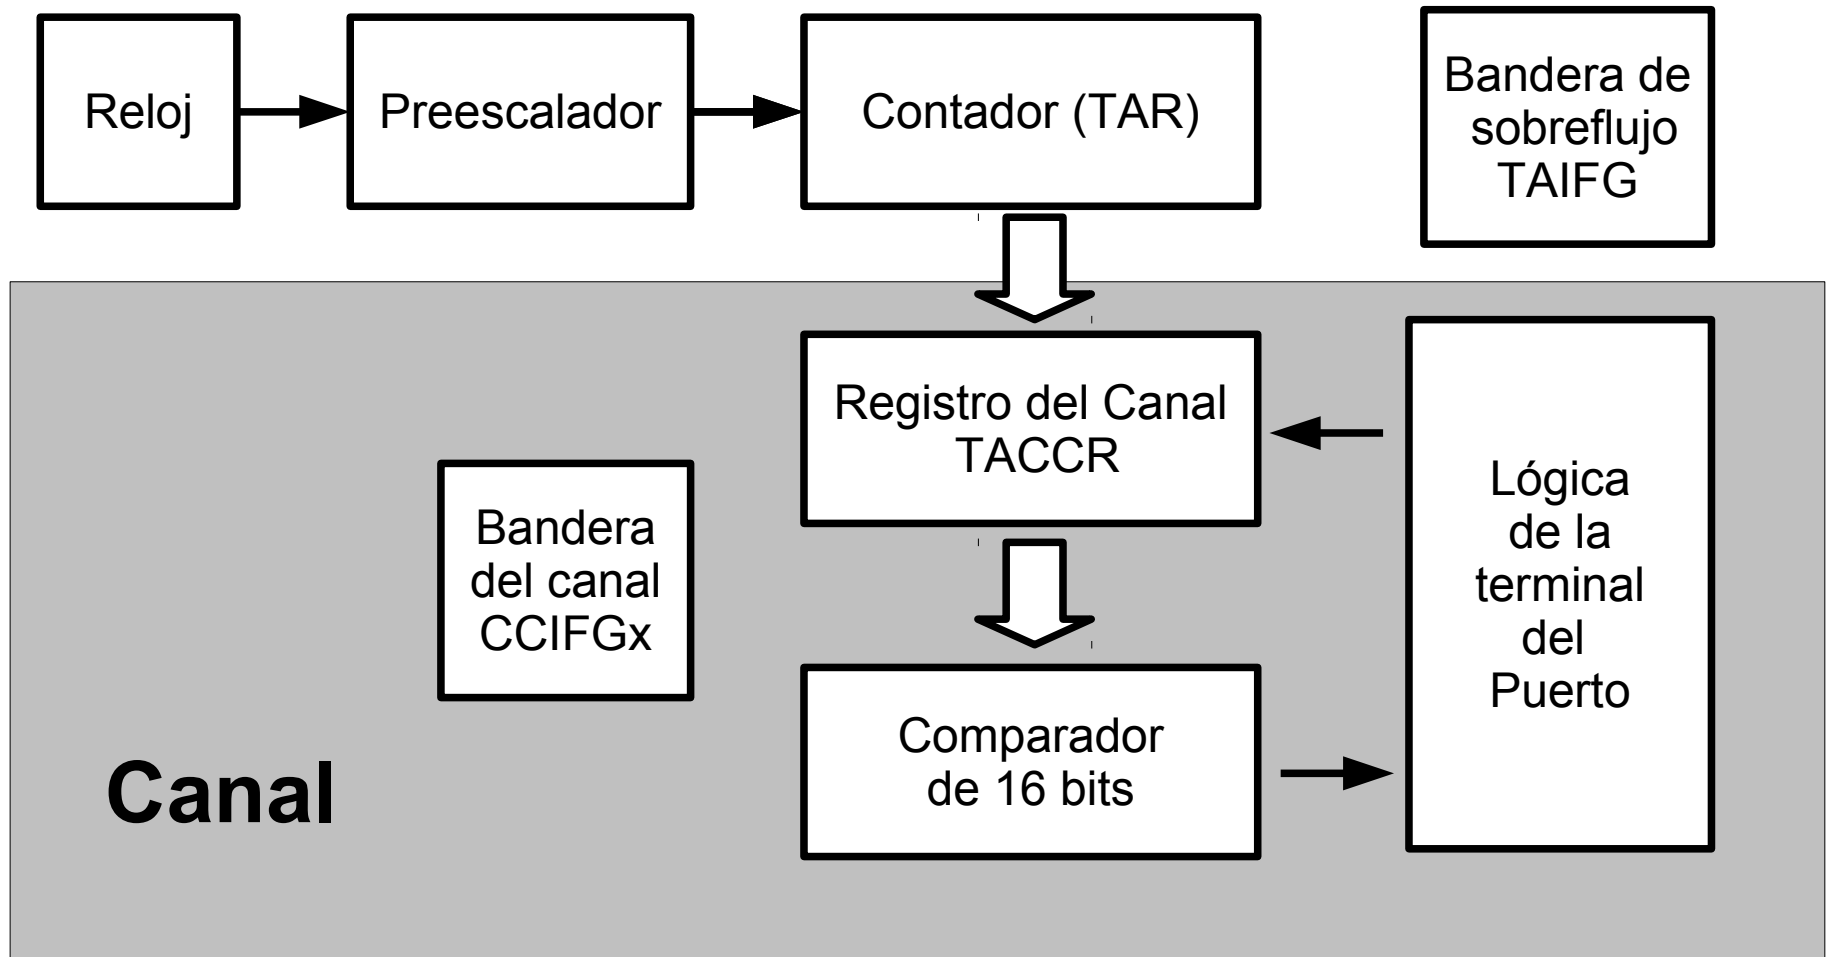 Reloj
Preescalador
Contador (TAR)
Bandera de
sobreflujo
TAIFG
Registro del Canal
TACCR
Bandera
del canal
CCIFGx
Lógica
de la
terminal
del
Puerto
Comparador
de 16 bits
Canal